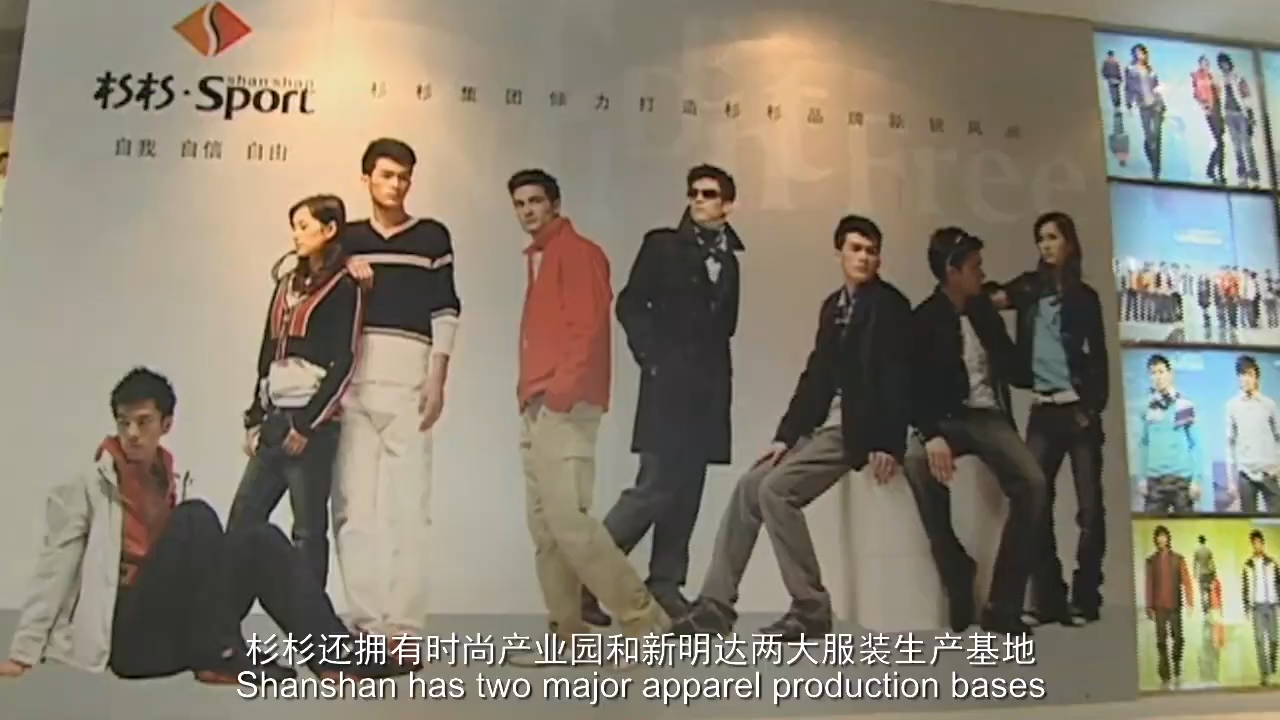 shanshan
杉杉·Sport
自我 自信 自由
杉杉集团倾力打造杉杉品牌新锐风品
Free
杉杉还拥有时尚产业园和新明达两大服装生产基地
Shanshan has two major apparel production bases